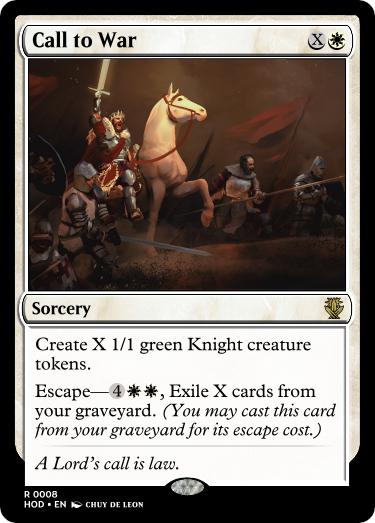 Call to War
X
Sorcery
Create X 1/1 green Knight creature
tokens.
Escape—4, Exile X cards from
your graveyard. (You may cast this card
from your graveyard for its escape cost.)
A Lord's call is law.
R 0008
HOD • EN CHUY DE LEON